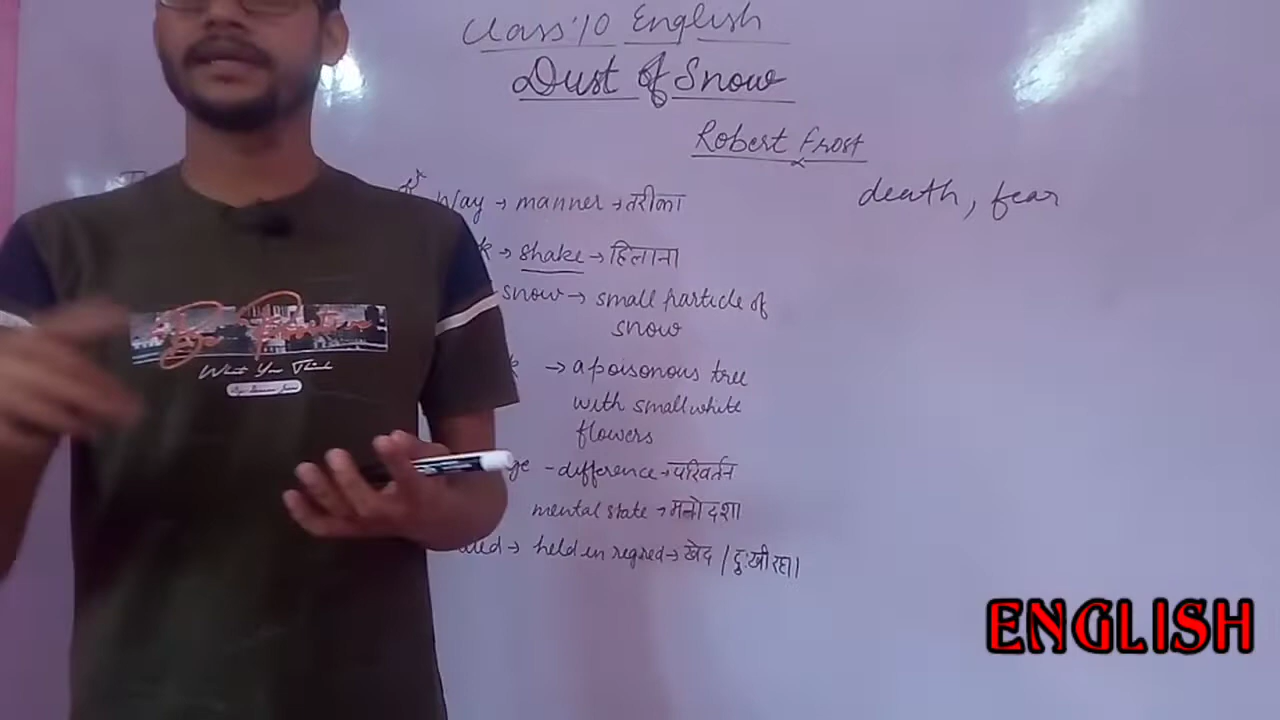 Class'10 English
Dust of Snow
Robert Frost
death, fear
Way → manner → तरीका
→ shake → हिलाना
snow → small particle of
snow
→ a poisonous tree
with small white
flowers
- difference → परिवर्तन
mental state → मनोदशा
→ held in regred → खेद / दुःखी रहा।
What You Think
ENGLISH